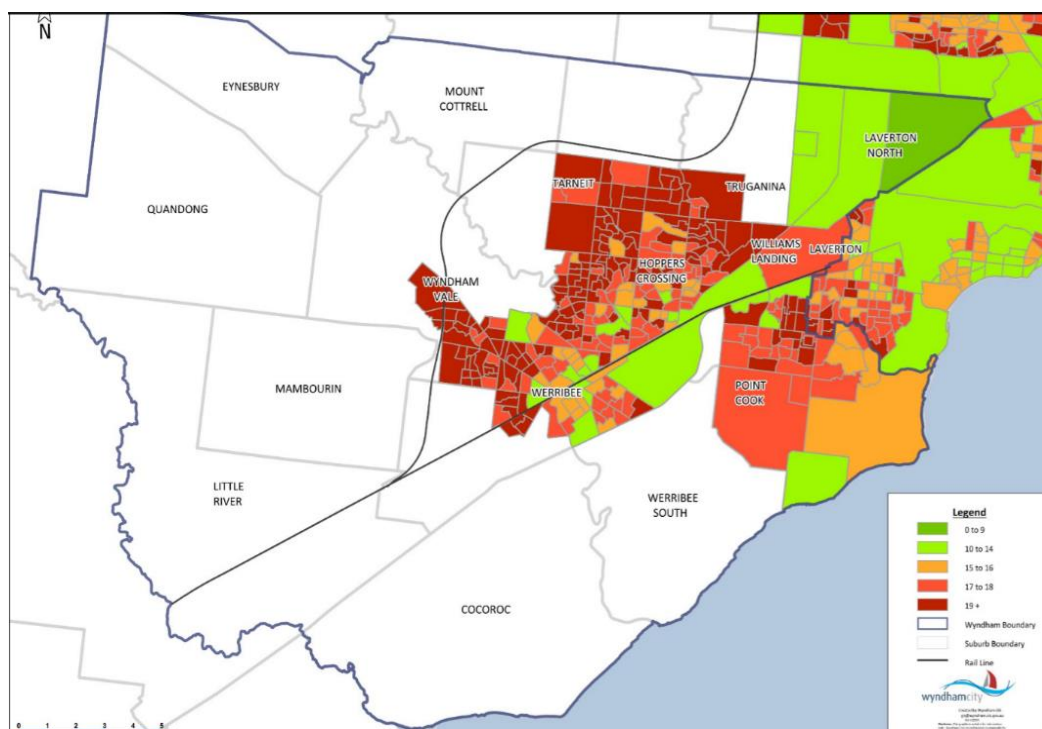 N
EYNESBURY
MOUNT
COTTRELL
LAVERTON
NORTH
TARNEIT
TRUGANINA
QUANDONG
WILLIAMS
LANDING
LAVERTON
HOPPERS
CROSSING
WYNDHAM
VALE
MAMBOURIN
WERRIBEE
POINT
COOK
LITTLE
RIVER
WERRIBEE
SOUTH
COCOROC
Legend
0 to 9
10 to 14
15 to 16
17 to 18
19 +
Wyndham Boundary
Suburb Boundary
Rail Line
wyndhamcity
0 1 2 3 4 5